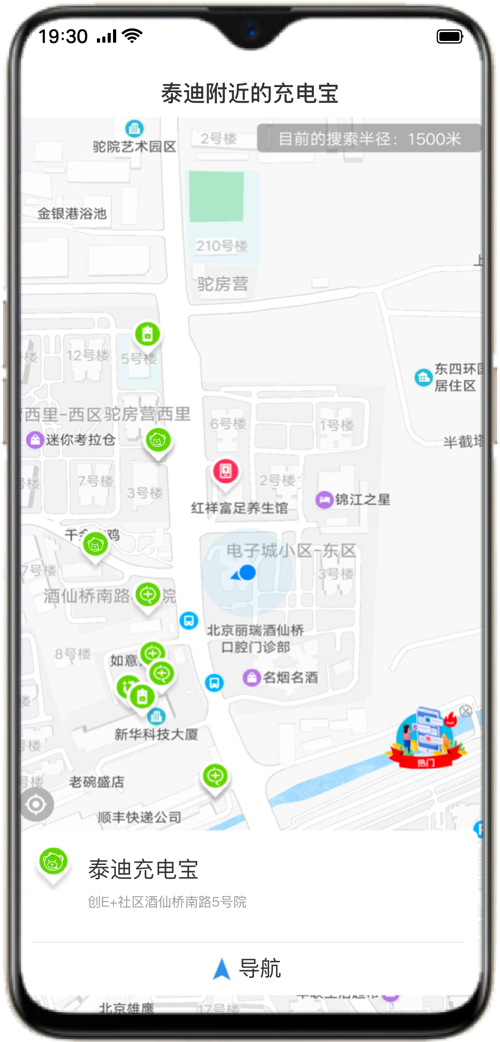 19:30
泰迪附近的充电宝
目前的搜索半径：1500米
2号楼
驼院艺术园区
金银港浴池
210号楼
驼房营
上
12号楼
5号楼
东四环国
居住区
营西里-西区
驼房营西里
6号楼
1号楼
迷你考拉仓
半截塔
7号楼
3号楼
2号楼
锦江之星
红祥富足养生馆
号楼
鸡
电子城小区-东区
7号楼
3号楼
酒仙桥南路
院
北京丽瑞酒仙桥
口腔门诊部
8号楼
如意
名烟名酒
新华科技大厦
热门
老碗盛店
顺丰快递公司
泰迪充电宝
创E+社区酒仙桥南路5号院
导航
北京雄鹰
17号楼